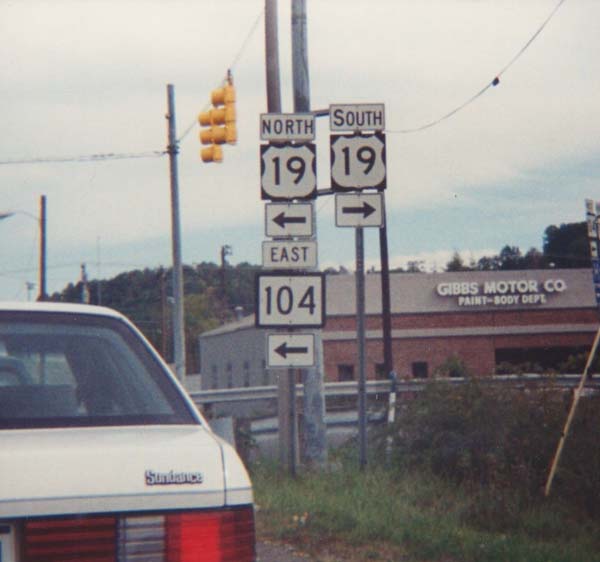 NORTH
19
EAST
104
SOUTH
19
GIBBS MOTOR CO.
PAINT-BODY DEPT.
Sundance